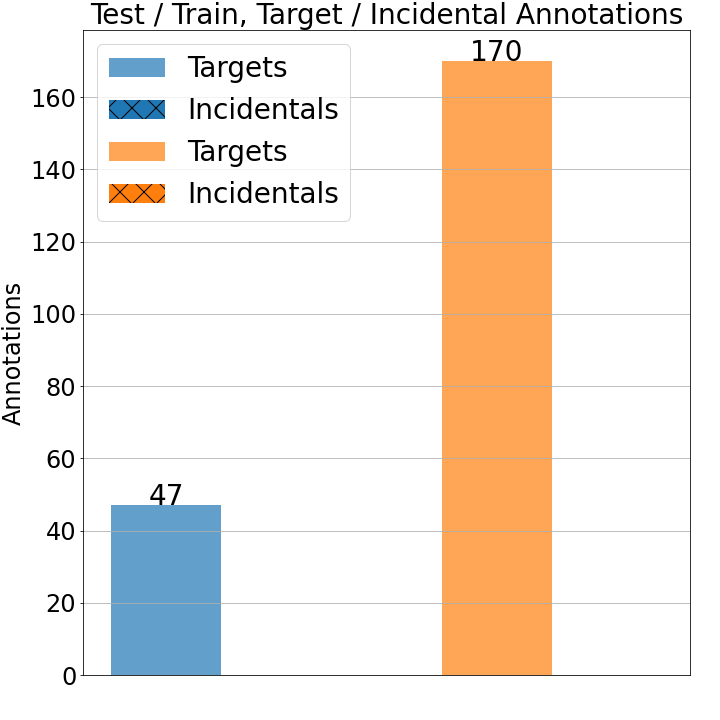 Test / Train, Target / Incidental Annotations
170
Targets
Incidentals
Targets
Incidentals
160
140
120
100
80
60
40
20
0
Annotations
47